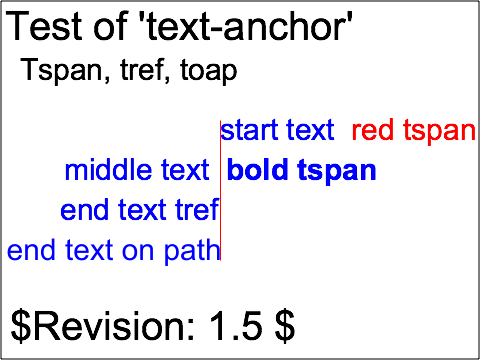 Test of 'text-anchor'
Tspan, tref, toap
start text red tspan
middle text bold tspan
end text tref
end text on path
$Revision: 1.5 $